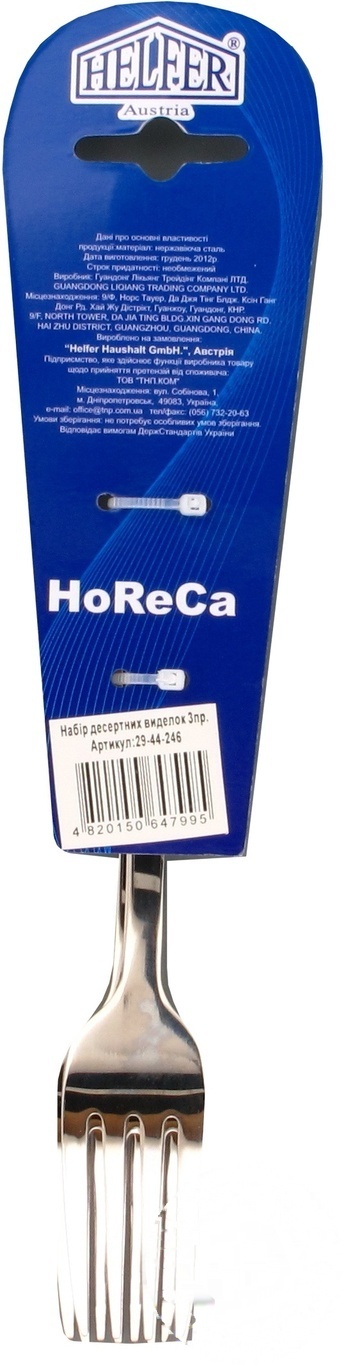 HELFER®
Austria
Дані про основні властивості
продукції:матеріал: нержавіюча сталь
Дата виготовлення: грудень 2012р
Строк придатності: необмежений
Виробник: Гуандонг Ликьянг Трейдінг Компані ЛТД.
GUANGDONG LIQIANG TRADING COMPANY LTD.
Місцезнаходження: 9/Ф, Норс Тауер, Да Джя Тінг Блдж. Ксін Ганг
Донг Рд. Хай Жу Дістрікт, Гуанжоу, Гуандонг, КНР.
9/F, NORTH TOWER, DA JIA TING BLDG.XIN GANG DONG RD.
HAI ZHU DISTRICT, GUANGZHOU, GUANGDONG, CHINA.
Вироблено на замовлення:
"Helfer Haushalt GmbH.", Австрія
Підприємство, яке здійснює функції виробника товару
щодо прийняття претензій від споживача:
ТОВ "ТНП.КОМ"
Місцезнаходження: вул. Собінова, 1,
м. Дніпропетровськ, 49083, Україна,
e-mail: office@tnp.com.ua тел/факс: (056) 732-20-63
Умови зберігання: не потребує особливих умов зберігання.
Відповідає вимогам ДержСтандартів України
HoReCa
Набір десертних виделок 3пр.
Артикул:29-44-246
4 820150 647995